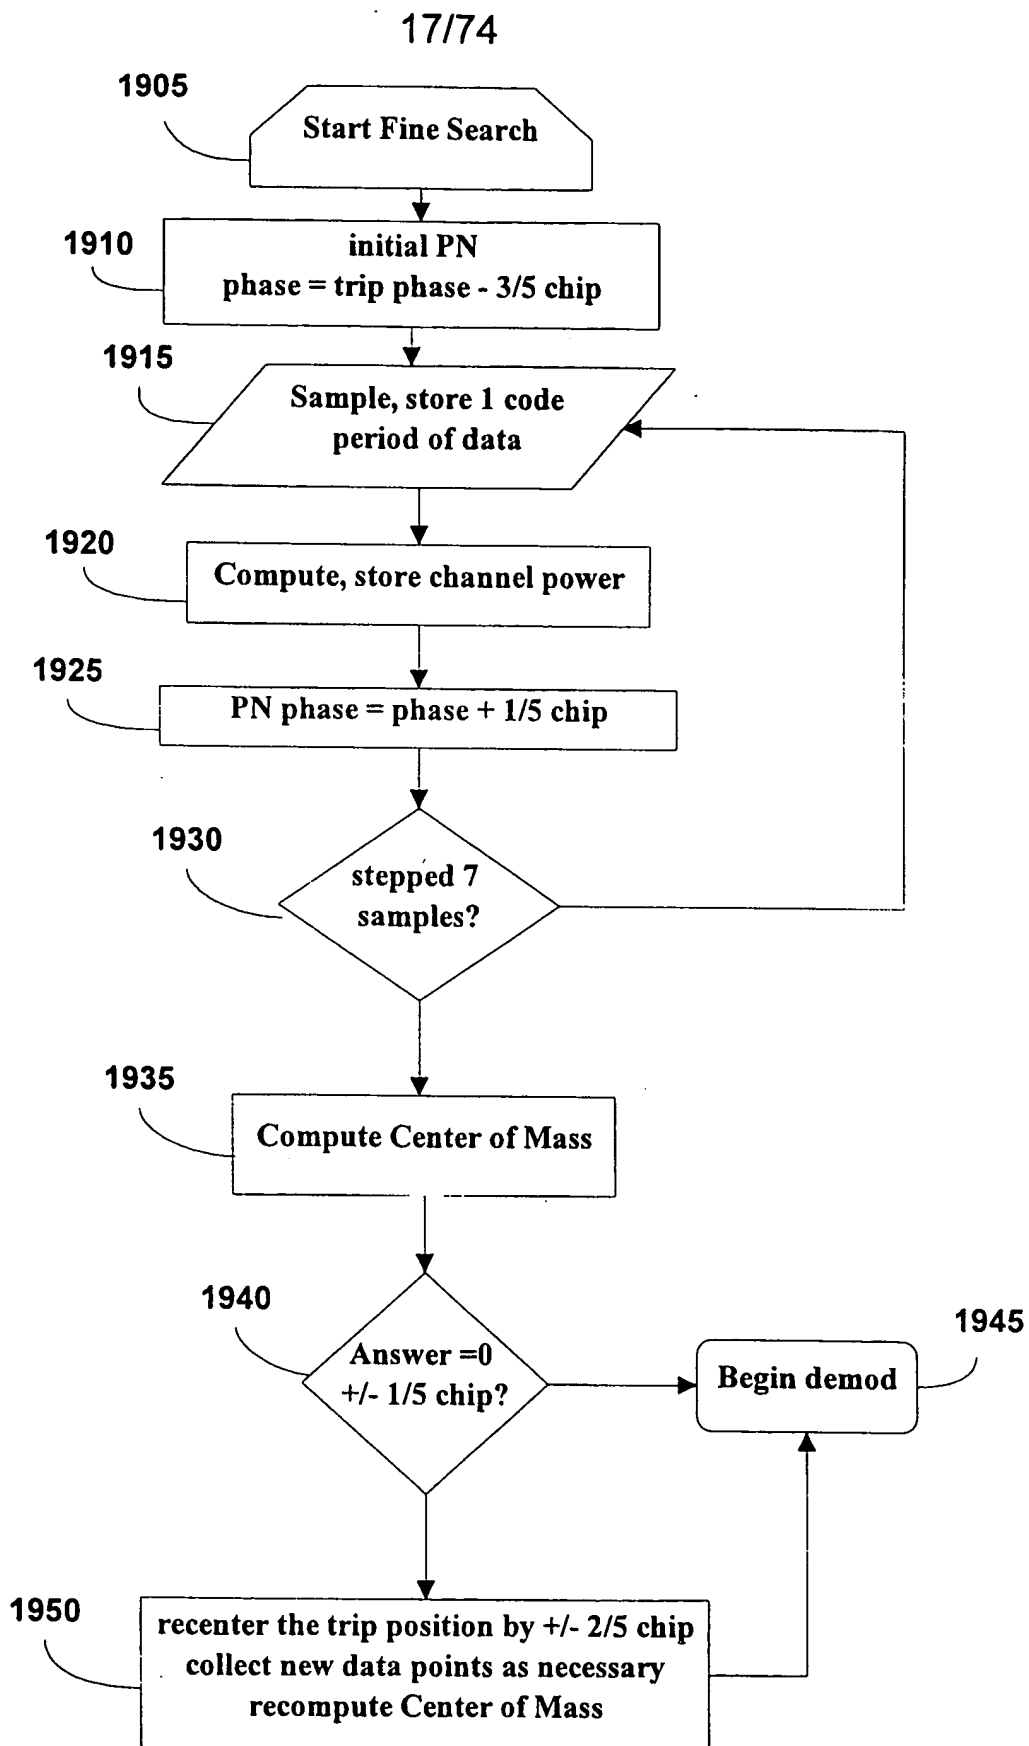 17/74
1905
Start Fine Search
1910
initial PN
phase = trip phase - 3/5 chip
1915
Sample, store 1 code
period of data
1920
Compute, store channel power
1925
PN phase = phase + 1/5 chip
1930
stepped 7
samples?
1935
Compute Center of Mass
1940
Answer =0
+/- 1/5 chip?
1945
Begin demod
1950
recenter the trip position by +/- 2/5 chip
collect new data points as necessary
recompute Center of Mass